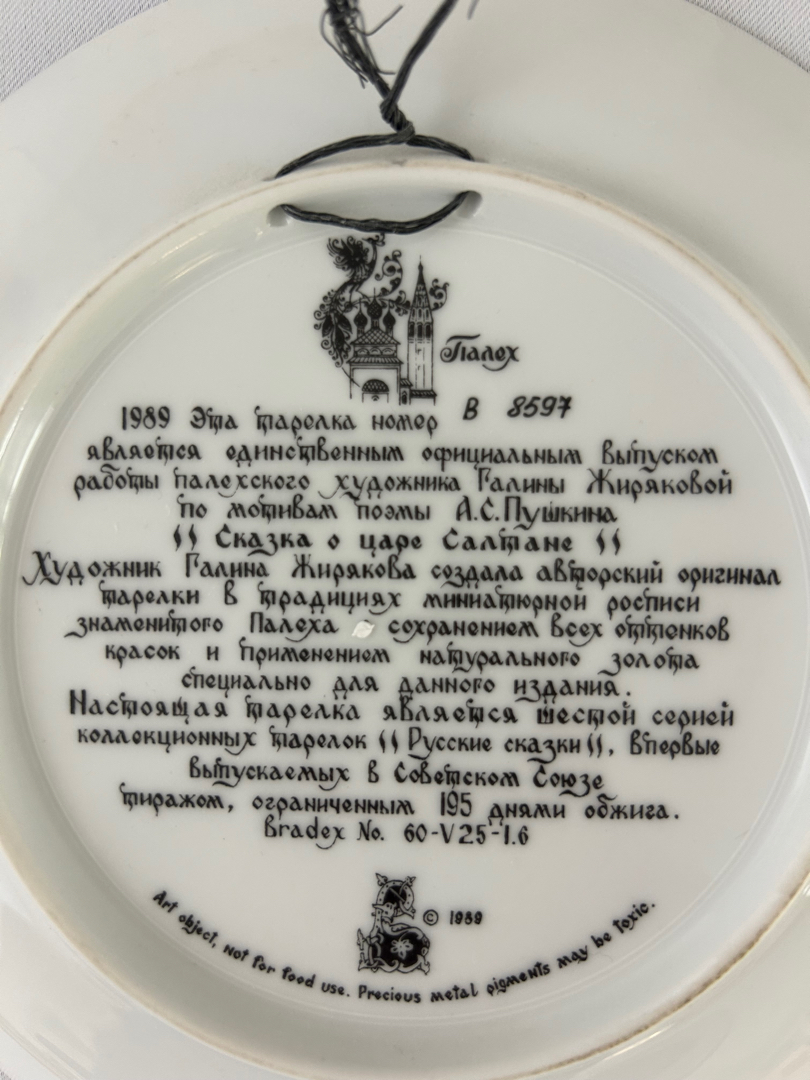 Палех
1989 Эта тарелка номер B 8597
является единственным официальным выпуском
работы палехского художника Галины Жиряковой
по мотивам поэмы А.С.Пушкина
"Сказка о царе Салтане"
Художник Галина Жирякова создала авторский оригинал
тарелки в традициях миниатюрной росписи
знаменитого Палеха сохранением всех оттенков
красок и применением натурального золота
специально для данного издания.
Настоящая тарелка является шестой серией
коллекционных тарелок "Русские сказки", впервые
выпускаемых в Советском Союзе
тиражом, ограниченным 195 днями обжига.
Bradex No. 60-V25-1.6
© 1989
Art object, not for food use. Precious metal pigments may be toxic.